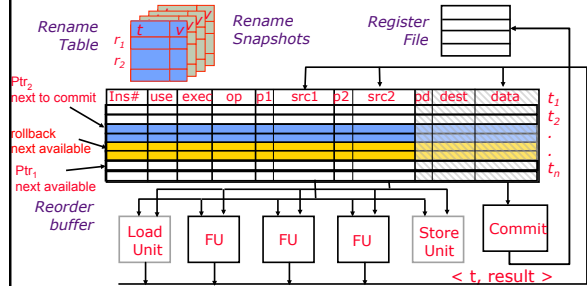 Rename
Table
t v v v v
r1
r2
Rename
Snapshots
Register
File
Ptr2
next to commit
rollback
next available
Ptr1
next available
Reorder
buffer
Ins# use exec op p1 src1 p2 src2 pd dest data
t1
t2
.
.
tn
Load
Unit
FU
FU
FU
Store
Unit
Commit
< t, result >